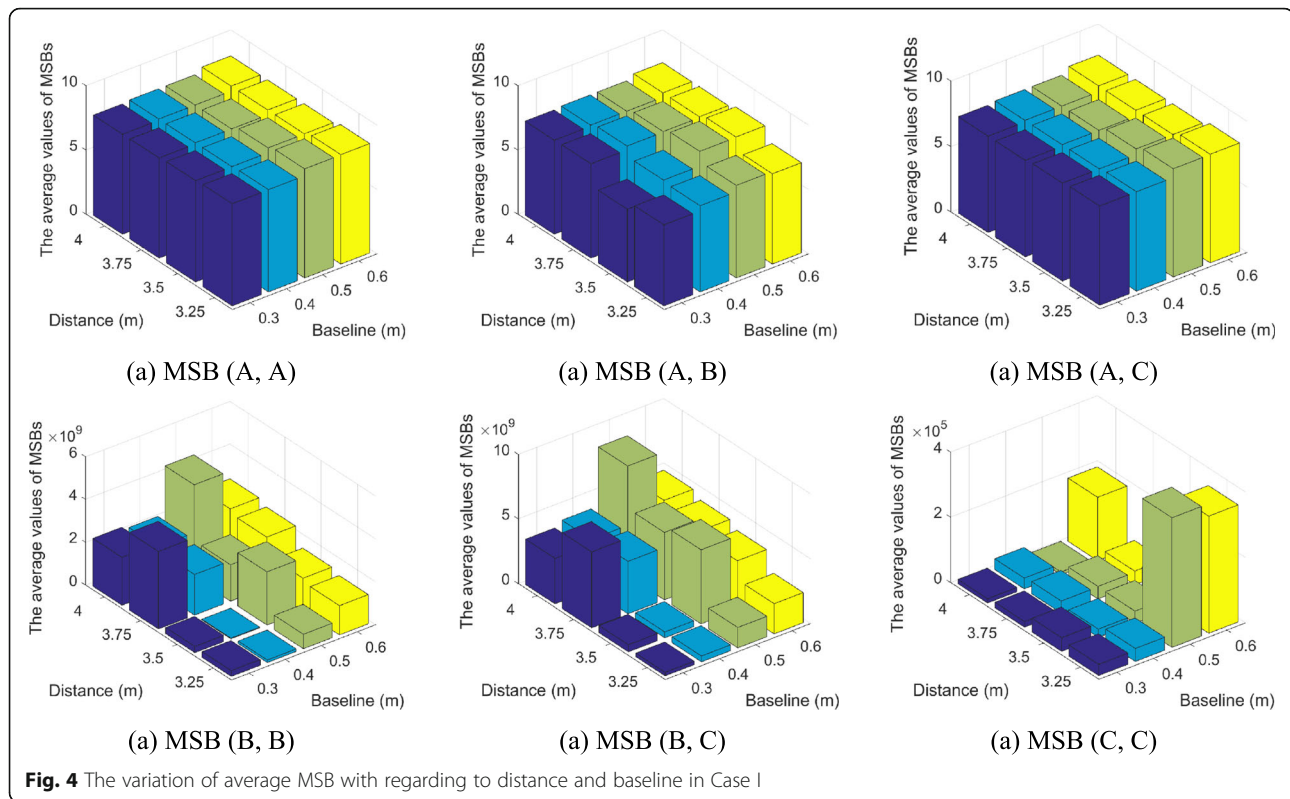 The average values of MSBs
10
5
0
4
3.75
3.5
3.25
Distance (m)
0.3
0.4
0.5
0.6
Baseline (m)
(a) MSB (A, A)
The average values of MSBs
10
5
0
4
3.75
3.5
3.25
Distance (m)
0.3
0.4
0.5
0.6
Baseline (m)
(a) MSB (A, B)
The average values of MSBs
10
5
0
4
3.75
3.5
3.25
Distance (m)
0.3
0.4
0.5
0.6
Baseline (m)
(a) MSB (A, C)
The average values of MSBs
×10⁹
6
4
2
0
4
3.75
3.5
3.25
Distance (m)
0.3
0.4
0.5
0.6
Baseline (m)
(a) MSB (B, B)
The average values of MSBs
×10⁹
10
5
0
4
3.75
3.5
3.25
Distance (m)
0.3
0.4
0.5
0.6
Baseline (m)
(a) MSB (B, C)
The average values of MSBs
×10⁵
4
2
0
4
3.75
3.5
3.25
Distance (m)
0.3
0.4
0.5
0.6
Baseline (m)
(a) MSB (C, C)
Fig. 4 The variation of average MSB with regarding to distance and baseline in Case I